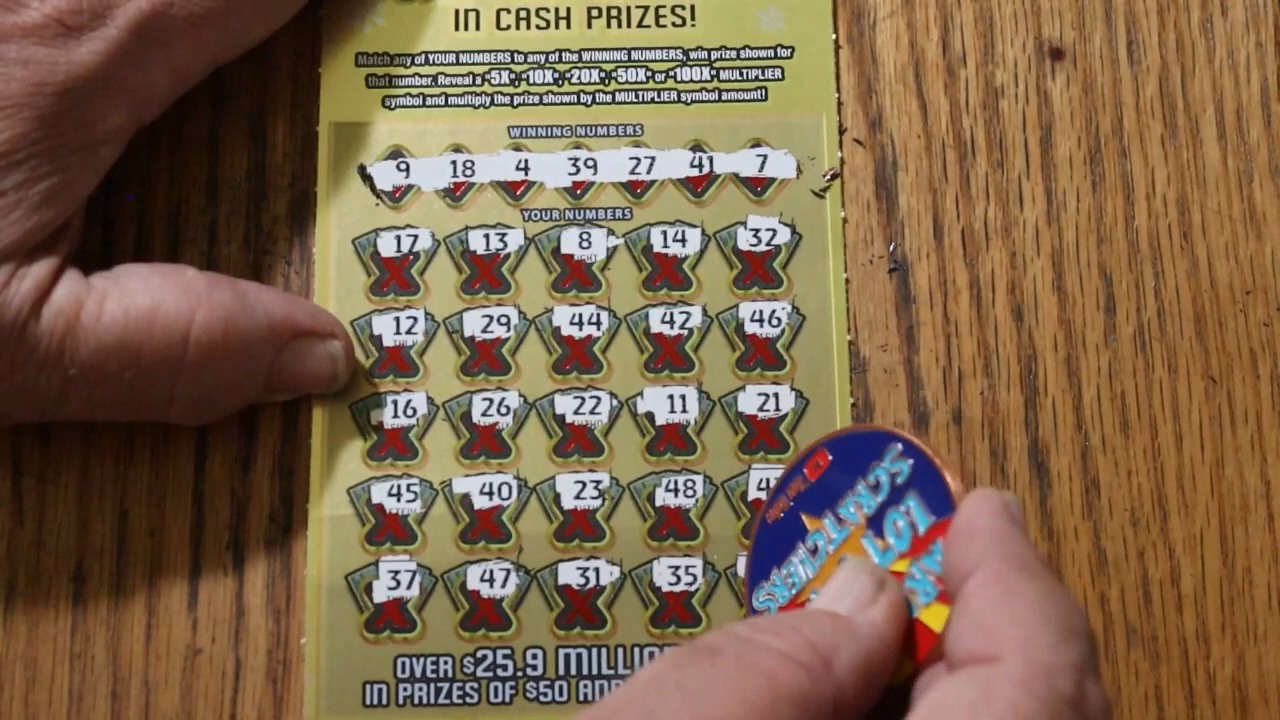 IN CASH PRIZES!
Match any of YOUR NUMBERS to any of the WINNING NUMBERS, win prize shown for
that number. Reveal a "5X", "10X", "20X", "50X" or "100X" MULTIPLIER
symbol and multiply the prize shown by the MULTIPLIER symbol amount!
WINNING NUMBERS
9 18 4 39 27 41 7
YOUR NUMBERS
17 13 8 14 32
X X X X X
12 29 44 42 46
X X X X X
16 26 22 11 21
X X X X X
45 40 23 48
X X X X
37 47 31 35
X X X X
OVER $25.9
IN PRIZES OF $50
SCRATCHERS